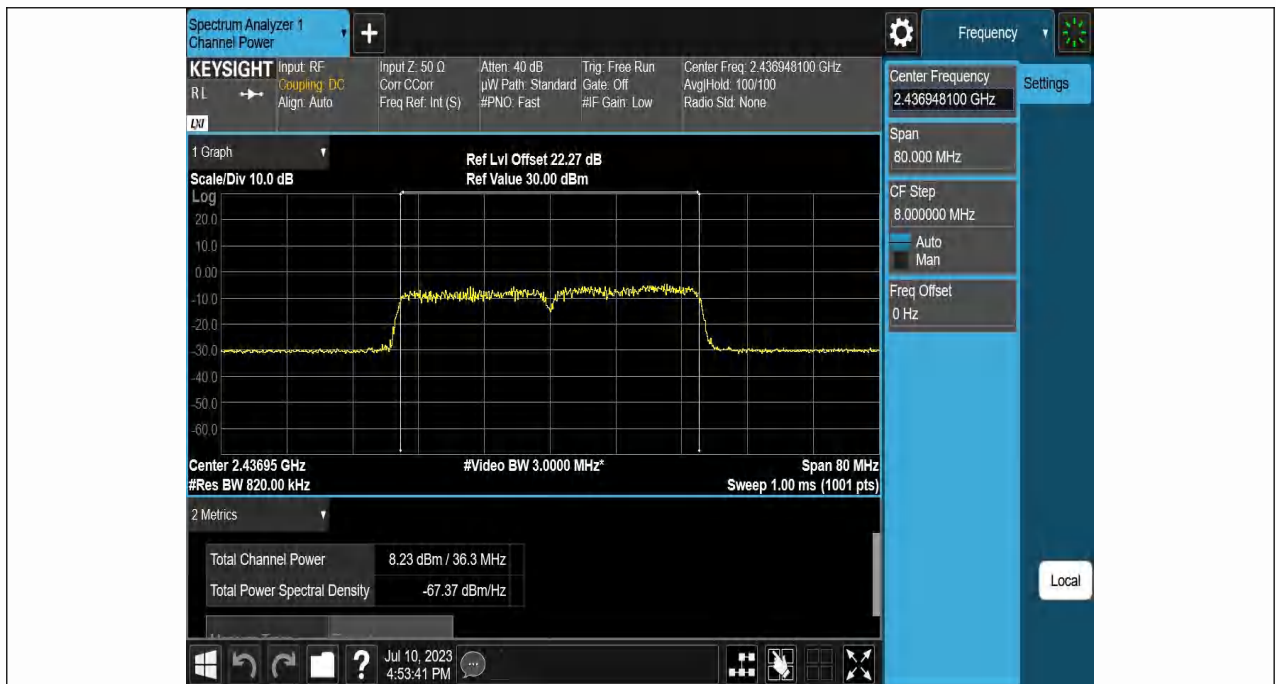 Spectrum Analyzer 1
Channel Power
+
Frequency
KEYSIGHT
RL
LXI
Input: RF
Coupling: DC
Align: Auto
Input Z: 50 Ω
Corr CCorr
Freq Ref: Int (S)
Atten: 40 dB
µW Path: Standard
#PNO: Fast
Trig: Free Run
Gate: Off
#IF Gain: Low
Center Freq: 2.436948100 GHz
Avg|Hold: 100/100
Radio Std: None
Center Frequency
2.436948100 GHz
Settings
Span
80.000 MHz
CF Step
8.000000 MHz
Auto
Man
Freq Offset
0 Hz
Local
1 Graph
Ref Lvl Offset 22.27 dB
Scale/Div 10.0 dB
Ref Value 30.00 dBm
Log
20.0
10.0
0.00
-10.0
-20.0
-30.0
-40.0
-50.0
-60.0
Center 2.43695 GHz
#Video BW 3.0000 MHz*
Span 80 MHz
#Res BW 820.00 kHz
Sweep 1.00 ms (1001 pts)
2 Metrics
Total Channel Power 8.23 dBm / 36.3 MHz
Total Power Spectral Density -67.37 dBm/Hz
?
Jul 10, 2023
4:53:41 PM